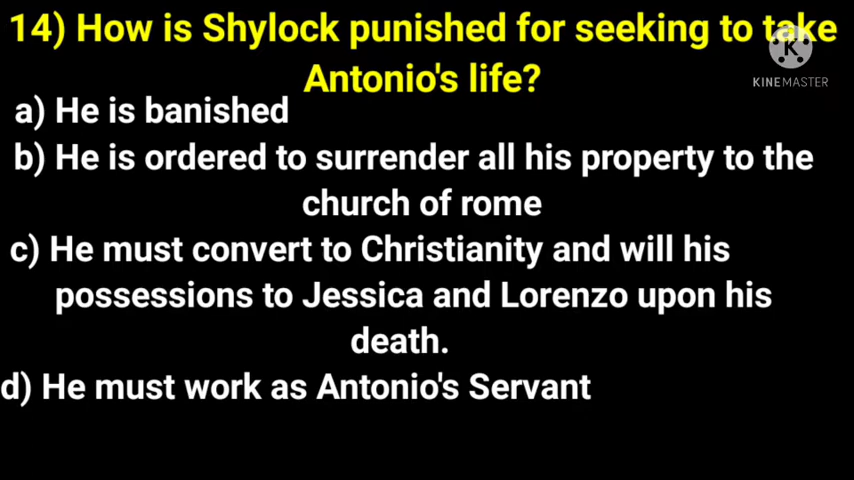 14) How is Shylock punished for seeking to take
Antonio's life?
K
KINEMASTER
a) He is banished
b) He is ordered to surrender all his property to the
church of rome
c) He must convert to Christianity and will his
possessions to Jessica and Lorenzo upon his
death.
d) He must work as Antonio's Servant